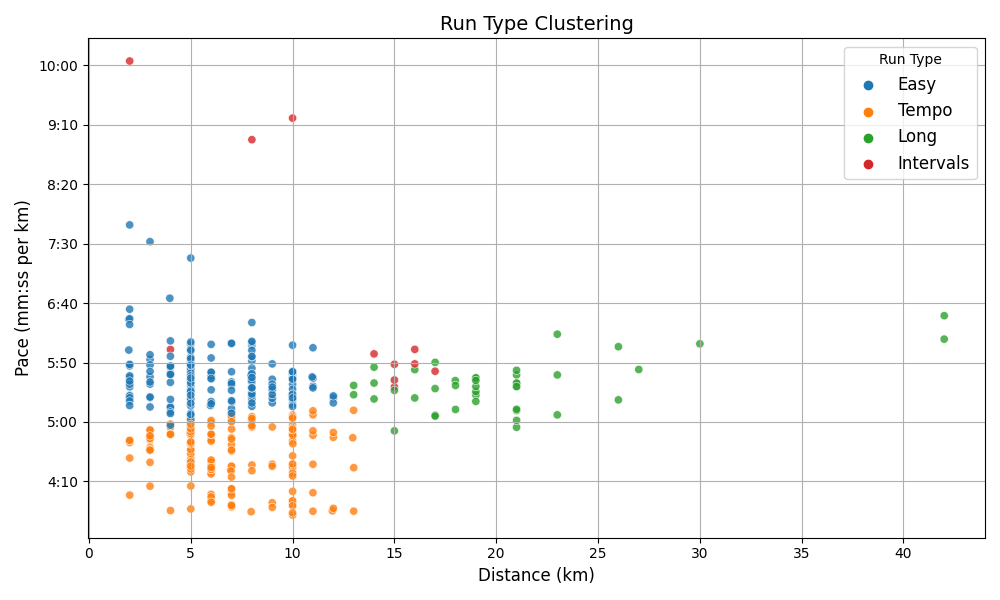 Run Type Clustering
Pace (mm:ss per km)
10:00
9:10
8:20
7:30
6:40
5:50
5:00
4:10
Run Type
Easy
Tempo
Long
Intervals
0 5 10 15 20 25 30 35 40
Distance (km)